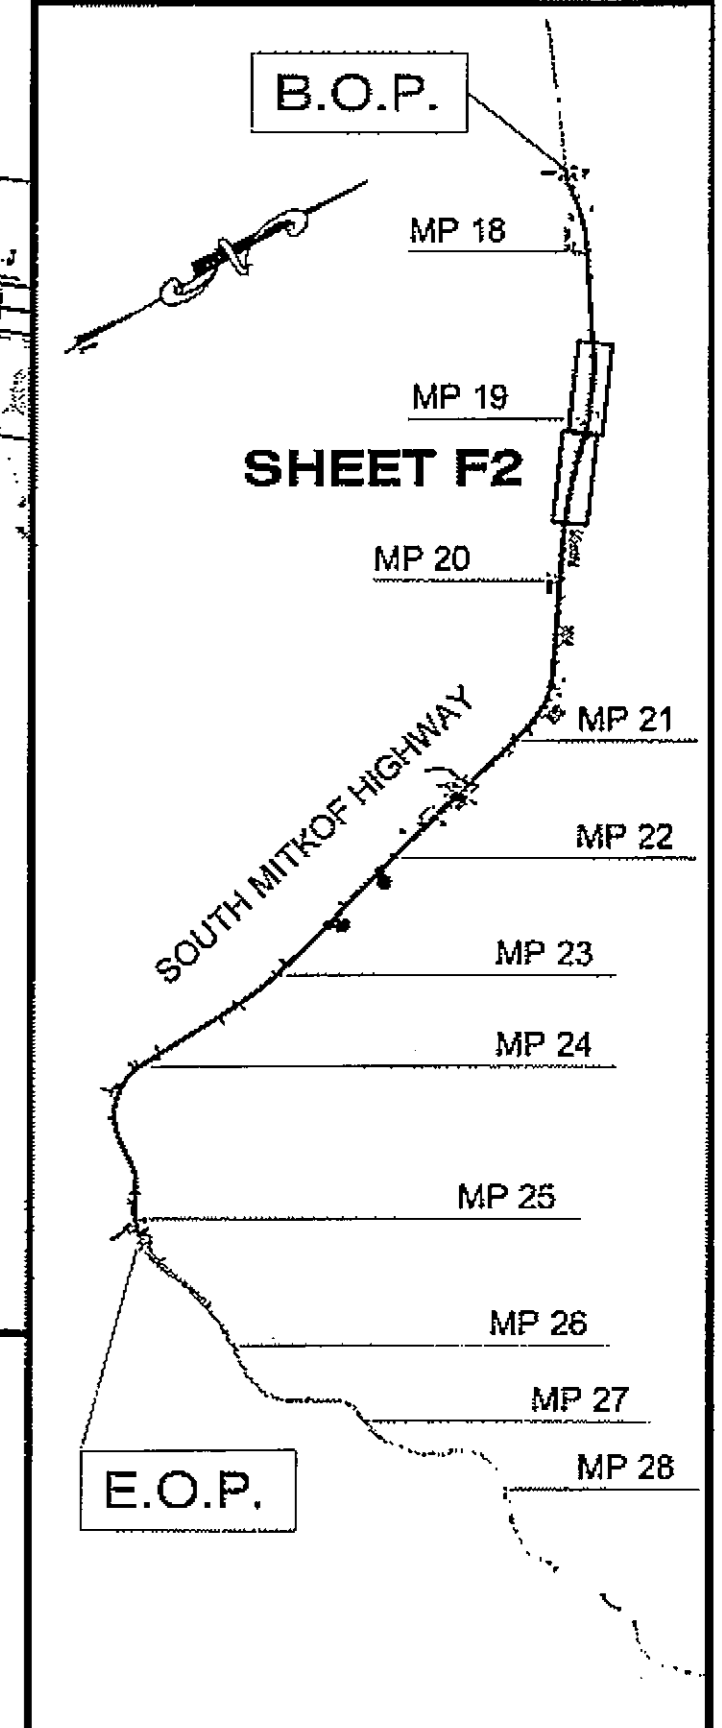 B.O.P.
MP 18
MP 19
SHEET F2
MP 20
MP 21
SOUTH MITKOF HIGHWAY
MP 22
MP 23
MP 24
MP 25
MP 26
MP 27
MP 28
E.O.P.